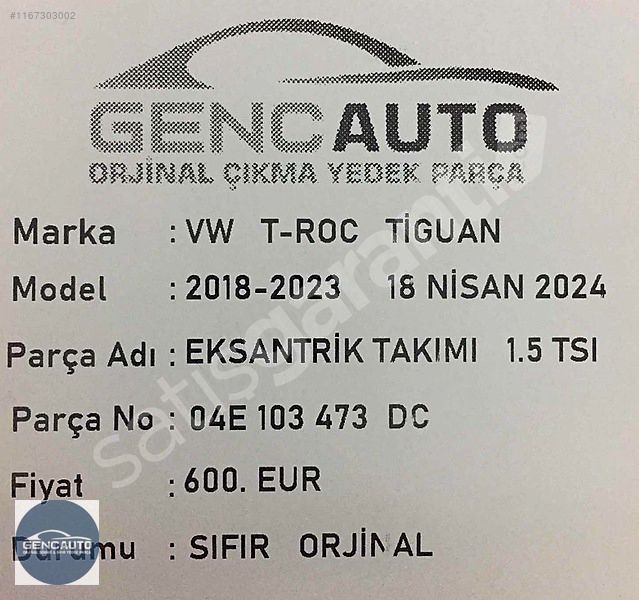 #1167303002
GENCAUTO
ORJİNAL ÇIKMA YEDEK PARÇA
Marka : VW T-ROC TİGUAN
Model : 2018-2023 18 NİSAN 2024
Parça Adı : EKSANTRİK TAKIMI 1.5 TSI
Parça No : 04E 103 473 DC
Fiyat : 600. EUR
Durumu : SIFIR ORJİNAL
GENCAUTO
satışgaranti